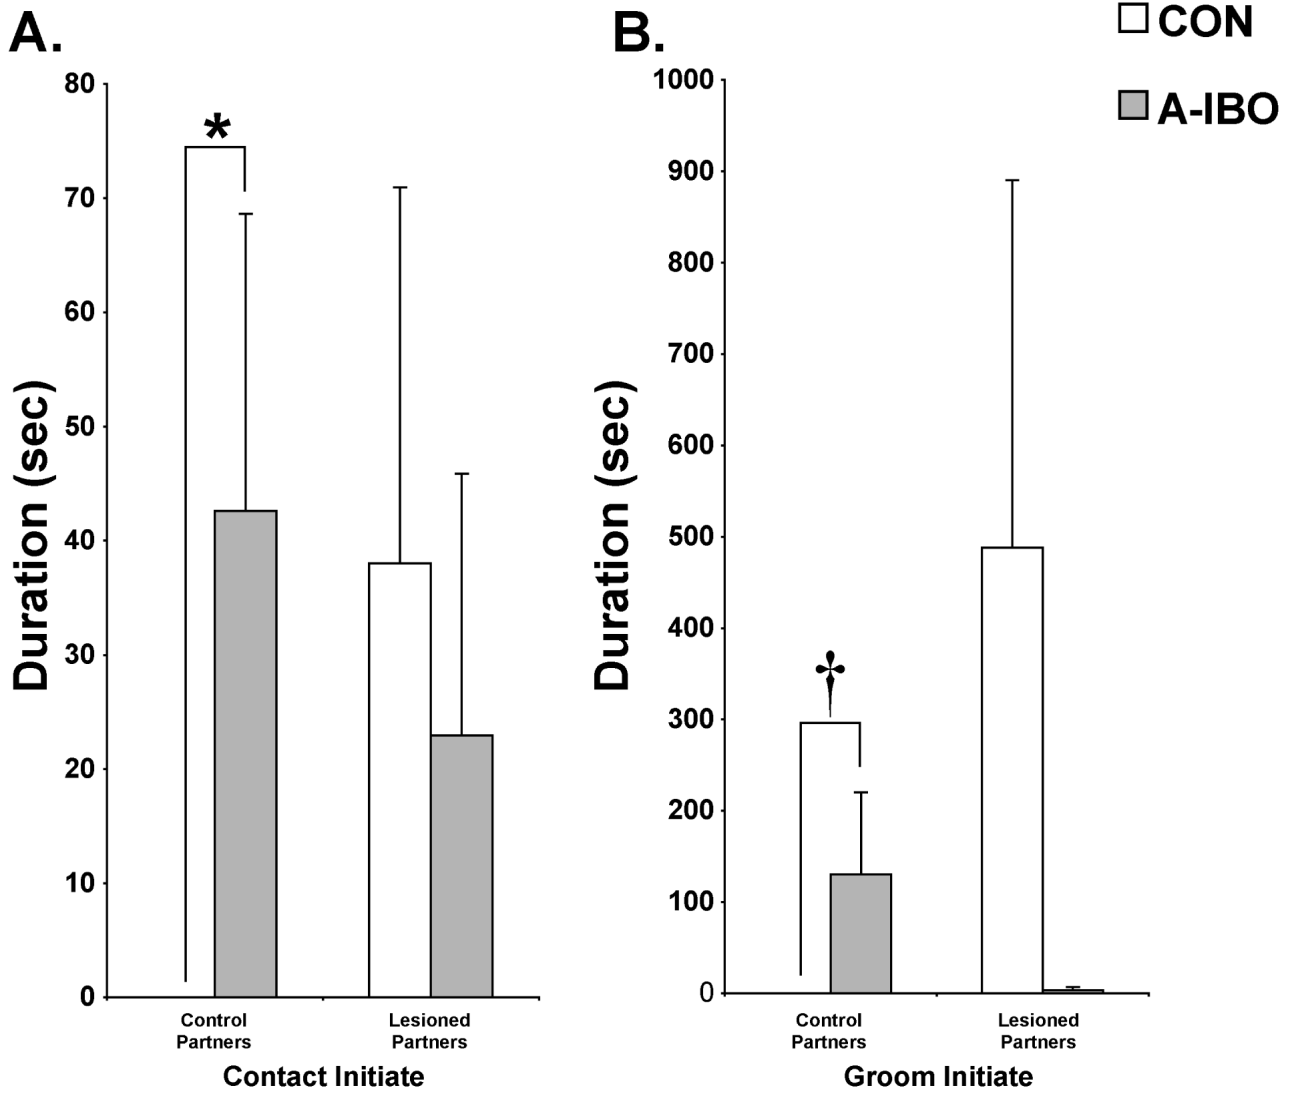 A.
B.
CON
A-IBO
*
†
Duration (sec)
80
70
60
50
40
30
20
10
0
Control
Partners
Lesioned
Partners
Contact Initiate
Duration (sec)
1000
900
800
700
600
500
400
300
200
100
0
Control
Partners
Lesioned
Partners
Groom Initiate